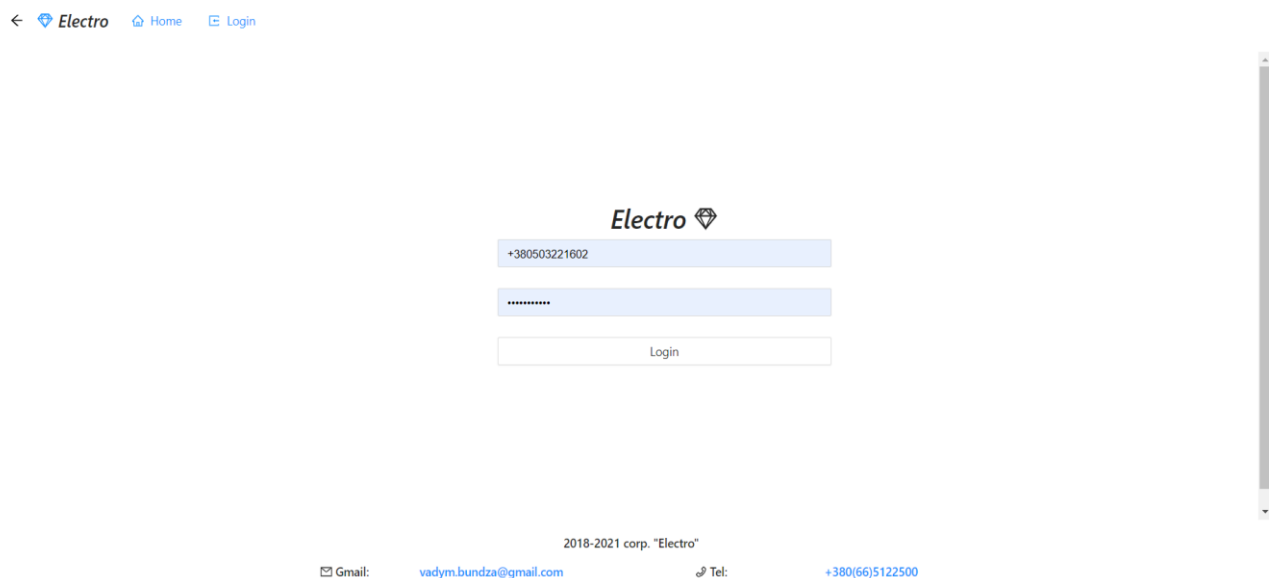 Electro Home Login
Electro
+380503221602
•••••••••••
Login
2018-2021 corp. "Electro"
Gmail: vadym.bundza@gmail.com Tel: +380(66)5122500